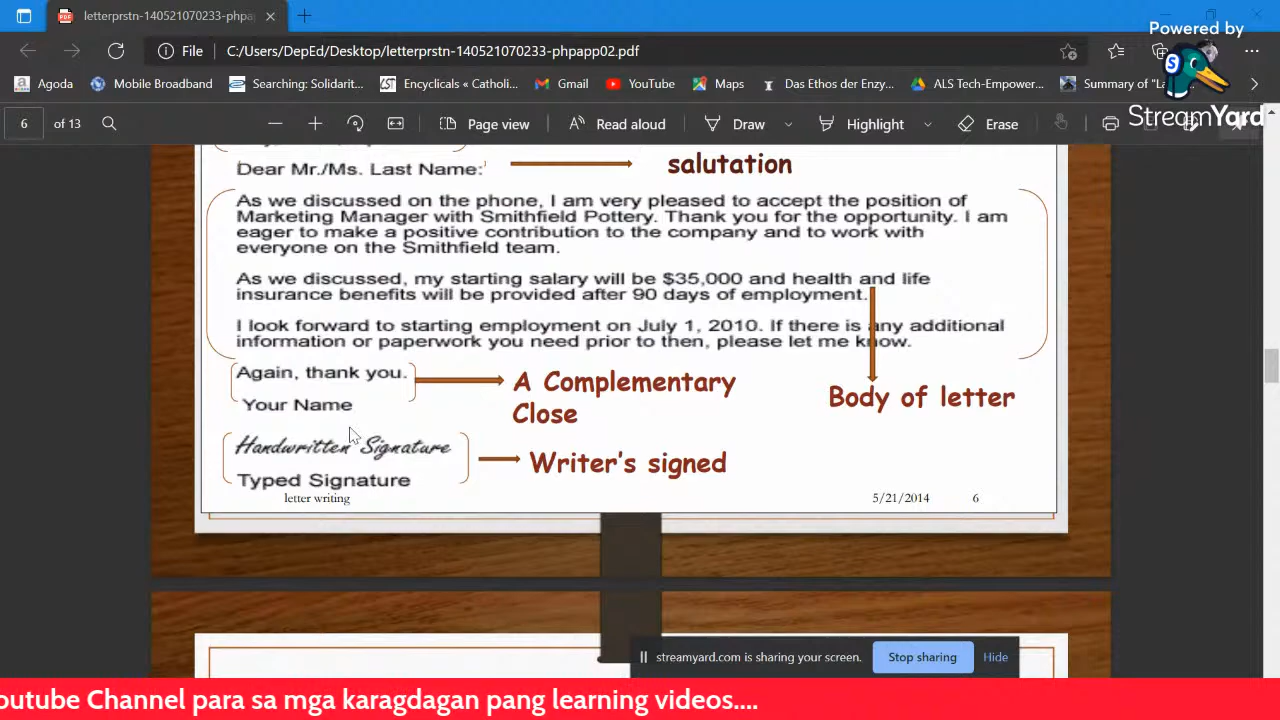 letterprstn-140521070233-phpap
Powered by
File C:/Users/DepEd/Desktop/letterprstn-140521070233-phpapp02.pdf
Agoda Mobile Broadband Searching: Solidarit... Encyclicals « Catholi... Gmail YouTube Maps Das Ethos der Enzy... ALS Tech-Empower... Summary of
StreamYard
6 of 13 Page view Read aloud Draw Highlight Erase
Dear Mr./Ms. Last Name: salutation
As we discussed on the phone, I am very pleased to accept the position of
Marketing Manager with Smithfield Pottery. Thank you for the opportunity. I am
eager to make a positive contribution to the company and to work with
everyone on the Smithfield team.
As we discussed, my starting salary will be $35,000 and health and life
insurance benefits will be provided after 90 days of employment.
I look forward to starting employment on July 1, 2010. If there is any additional
information or paperwork you need prior to then, please let me know.
Again, thank you.
A Complementary
Close
Body of letter
Your Name
Handwritten Signature
Writer's signed
Typed Signature
letter writing 5/21/2014 6
streamyard.com is sharing your screen. Stop sharing Hide
outube Channel para sa mga karagdagan pang learning videos....